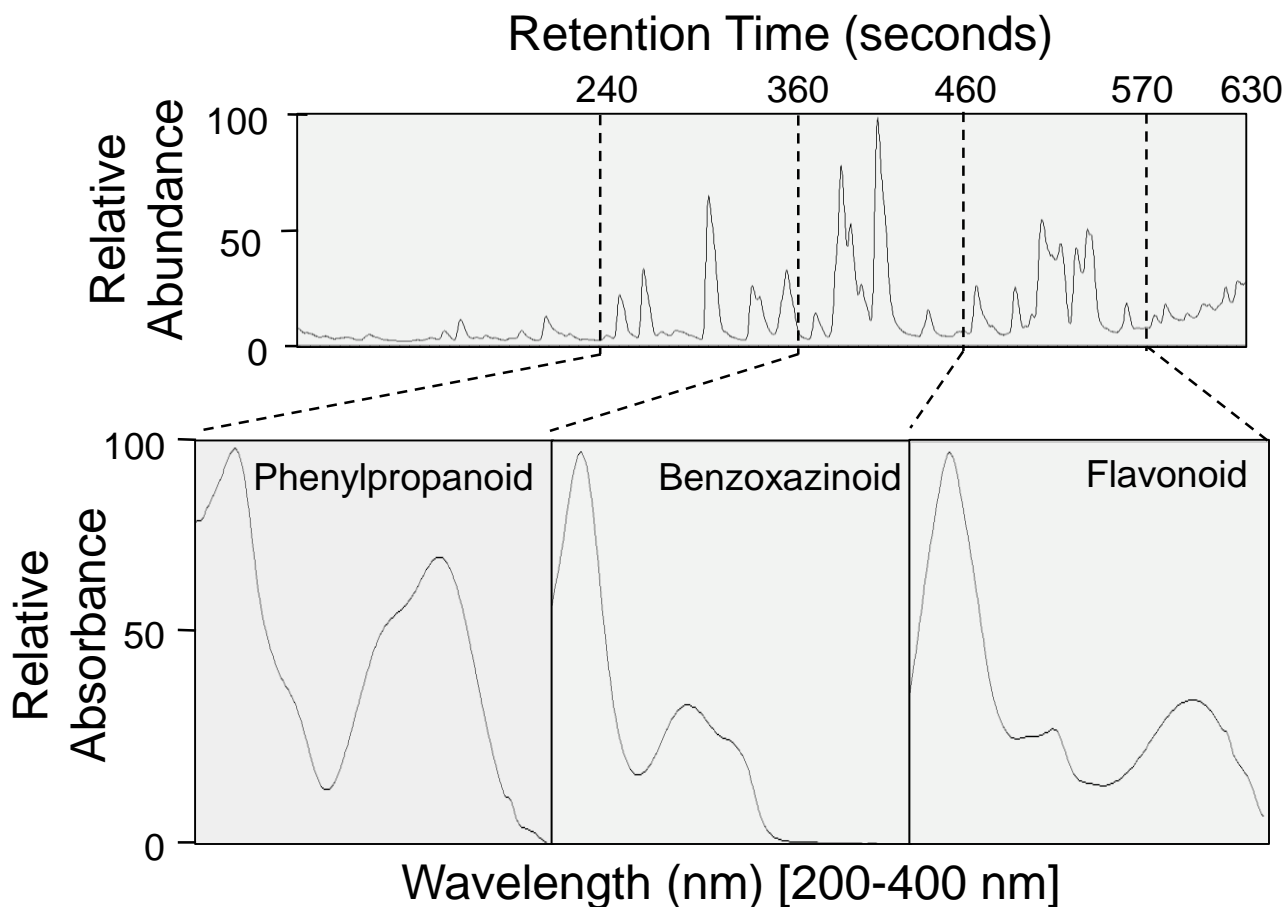 Retention Time (seconds)
240 360 460 570 630
Relative
Abundance
100
50
0
Phenylpropanoid
Benzoxazinoid
Flavonoid
Relative
Absorbance
100
50
0
Wavelength (nm) [200-400 nm]